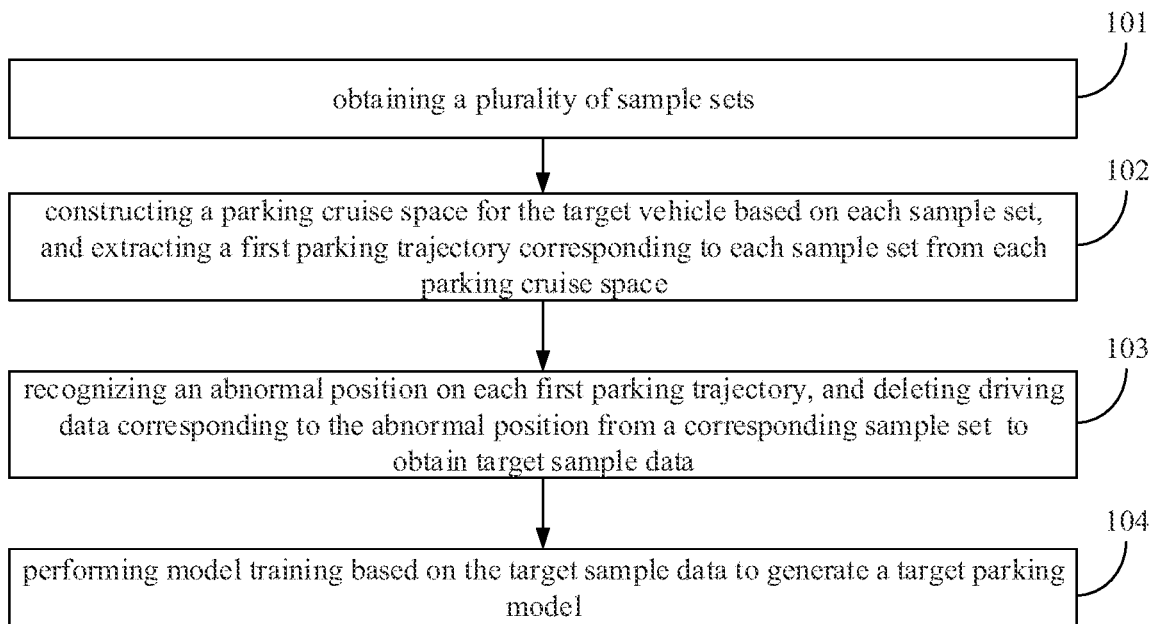 101
obtaining a plurality of sample sets
102
constructing a parking cruise space for the target vehicle based on each sample set,
and extracting a first parking trajectory corresponding to each sample set from each
parking cruise space
103
recognizing an abnormal position on each first parking trajectory, and deleting driving
data corresponding to the abnormal position from a corresponding sample set to
obtain target sample data
104
performing model training based on the target sample data to generate a target parking
model